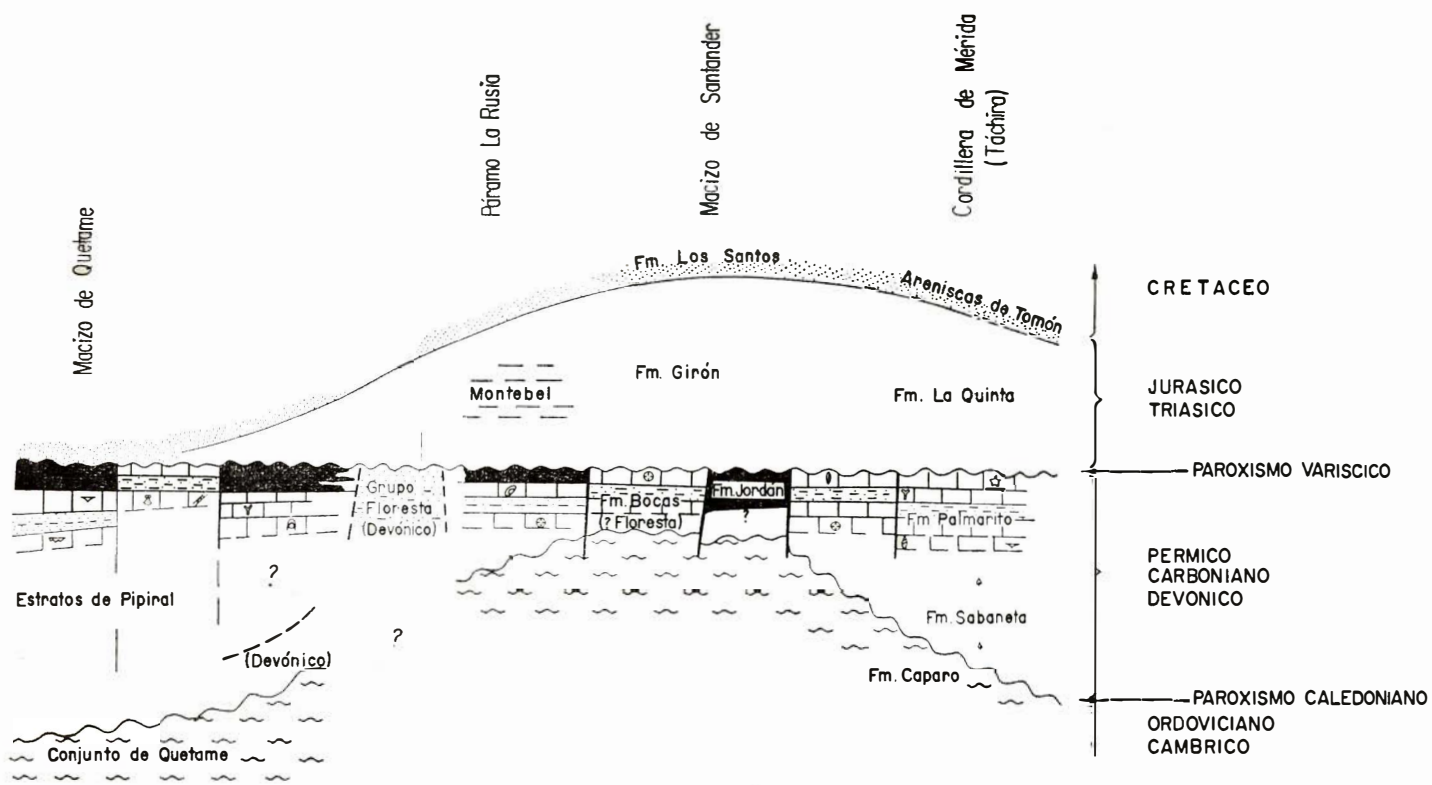 Macizo de Quetame
Páramo La Rusia
Macizo de Santander
Cordillera de Mérida
(Táchira)
Fm. Los Santos
Areniscas de Tomón
CRETACEO
Montebel
Fm. Girón
Fm. La Quinta
JURASICO
TRIASICO
PAROXISMO VARISCICO
Grupo
Floresta
(Devónico)
Fm. Bocas
(? Floresta)
Fm. Jordán
?
Fm. Palmarito
Estratos de Pipiral
?
?
(Devónico)
Fm. Sabaneta
Fm. Caparo
PERMICO
CARBONIANO
DEVONICO
PAROXISMO CALEDONIANO
ORDOVICIANO
CAMBRICO
Conjunto de Quetame